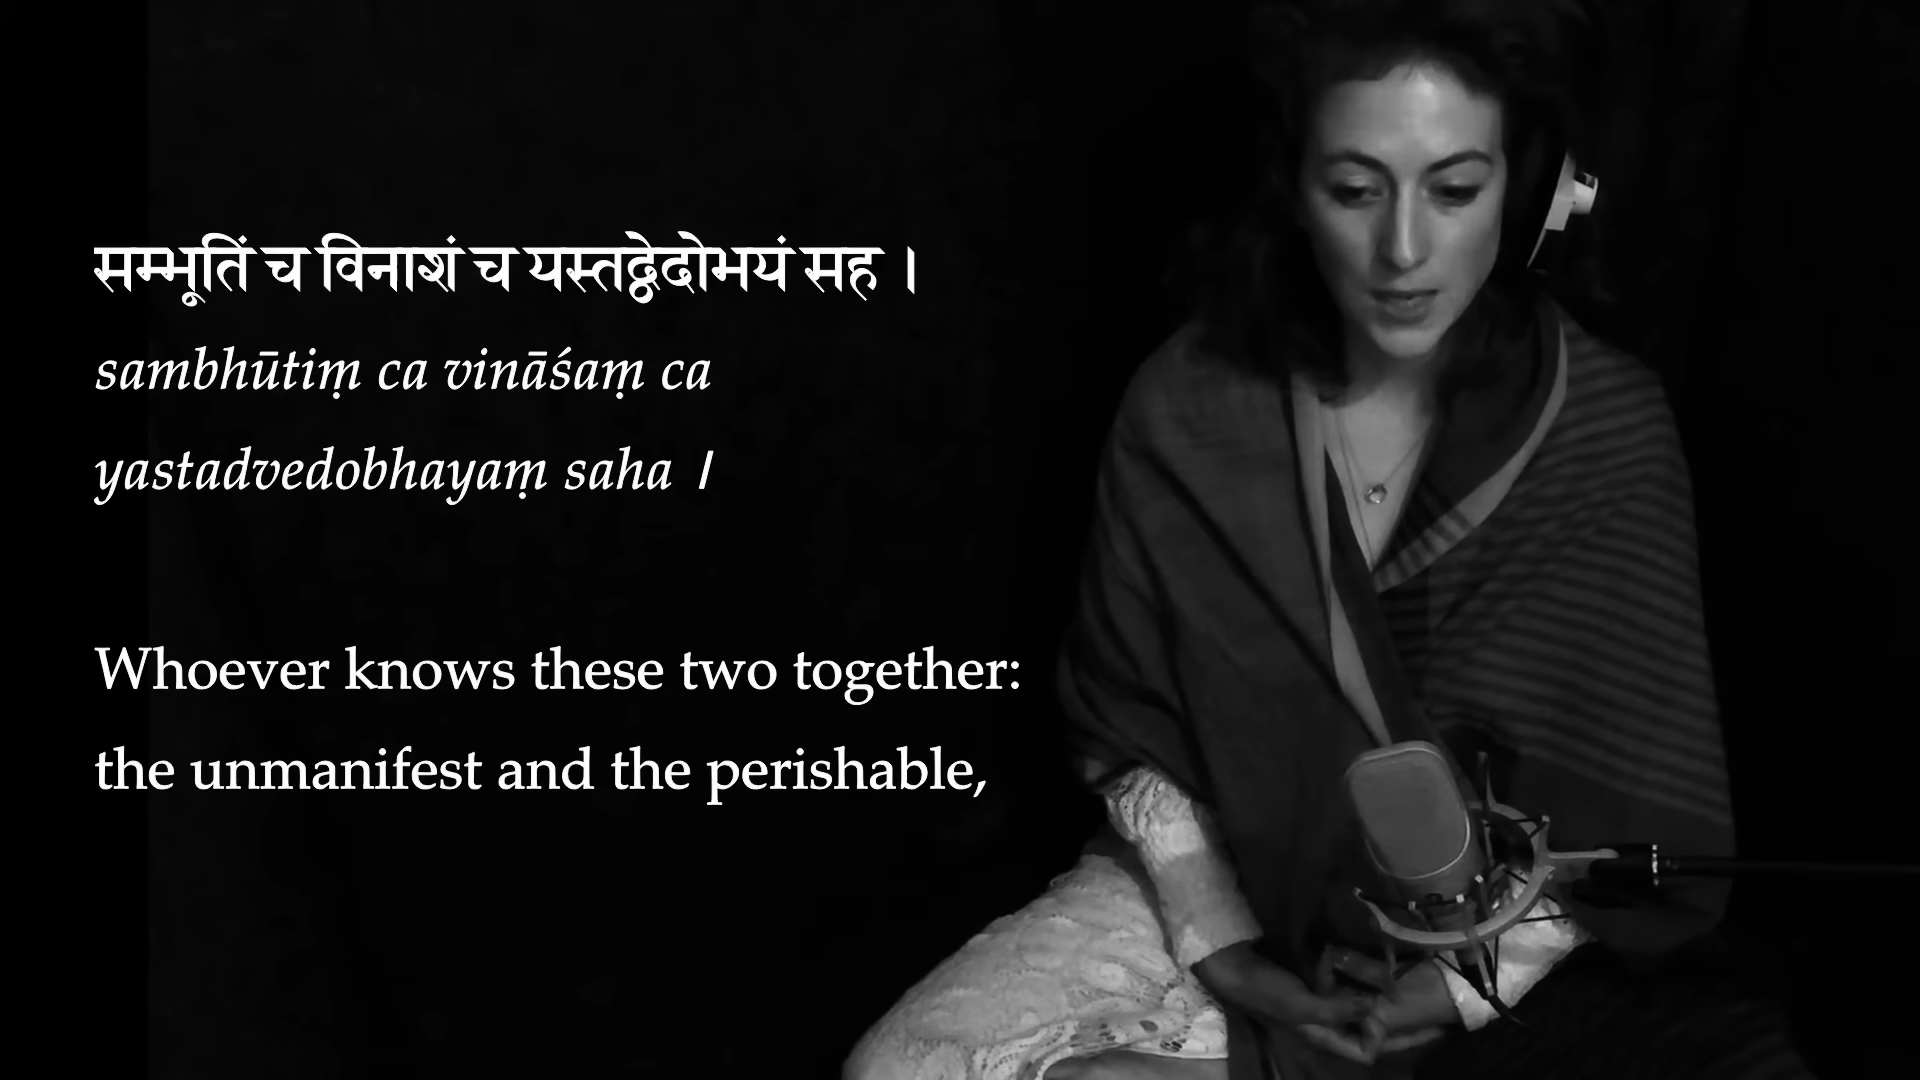 सम्भूतिं च विनाशं च यस्तद्वेदोभयं सह ।
sambhūtiṃ ca vināśaṃ ca
yastadvedobhayaṃ saha ।
Whoever knows these two together:
the unmanifest and the perishable,